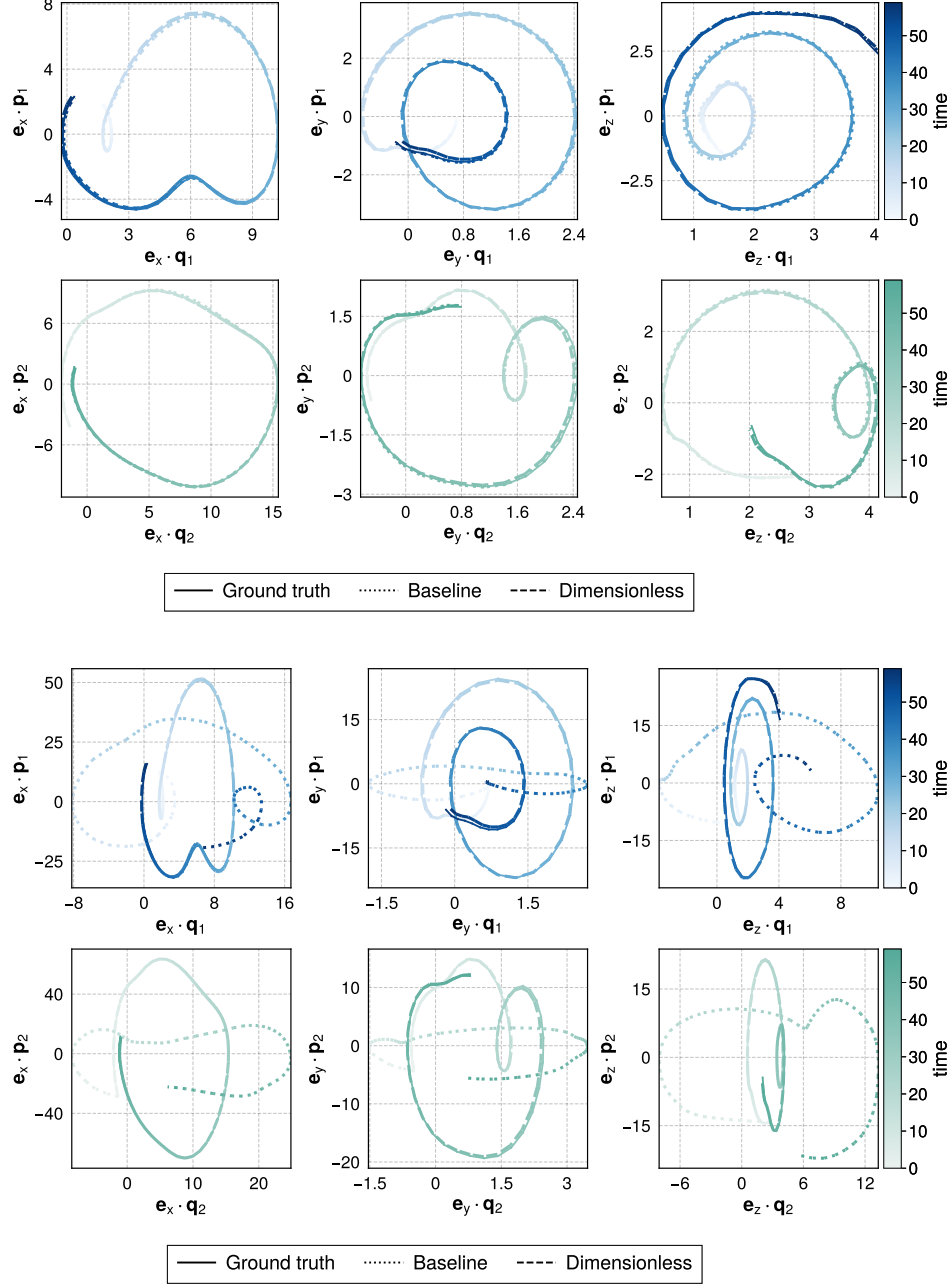 8
4
0
−4
e_x · p_1
0 3 6 9
e_x · q_1
2
0
−2
e_y · p_1
0 0.8 1.6 2.4
e_y · q_1
2.5
0
−2.5
e_z · p_1
1 2 3 4
e_z · q_1
50
40
30
20
10
0
time
6
0
−6
e_x · p_2
0 5 10 15
e_x · q_2
1.5
0
−1.5
−3
e_y · p_2
0 0.8 1.6 2.4
e_y · q_2
2
0
−2
e_z · p_2
1 2 3 4
e_z · q_2
50
40
30
20
10
0
time
Ground truth Baseline Dimensionless
50
25
0
−25
e_x · p_1
−8 0 8 16
e_x · q_1
15
0
−15
e_y · p_1
−1.5 0 1.5
e_y · q_1
15
0
−15
e_z · p_1
0 4 8
e_z · q_1
50
40
30
20
10
0
time
40
0
−40
e_x · p_2
0 10 20
e_x · q_2
10
0
−10
−20
e_y · p_2
−1.5 0 1.5 3
e_y · q_2
15
0
−15
e_z · p_2
−6 0 6 12
e_z · q_2
50
40
30
20
10
0
time
Ground truth Baseline Dimensionless